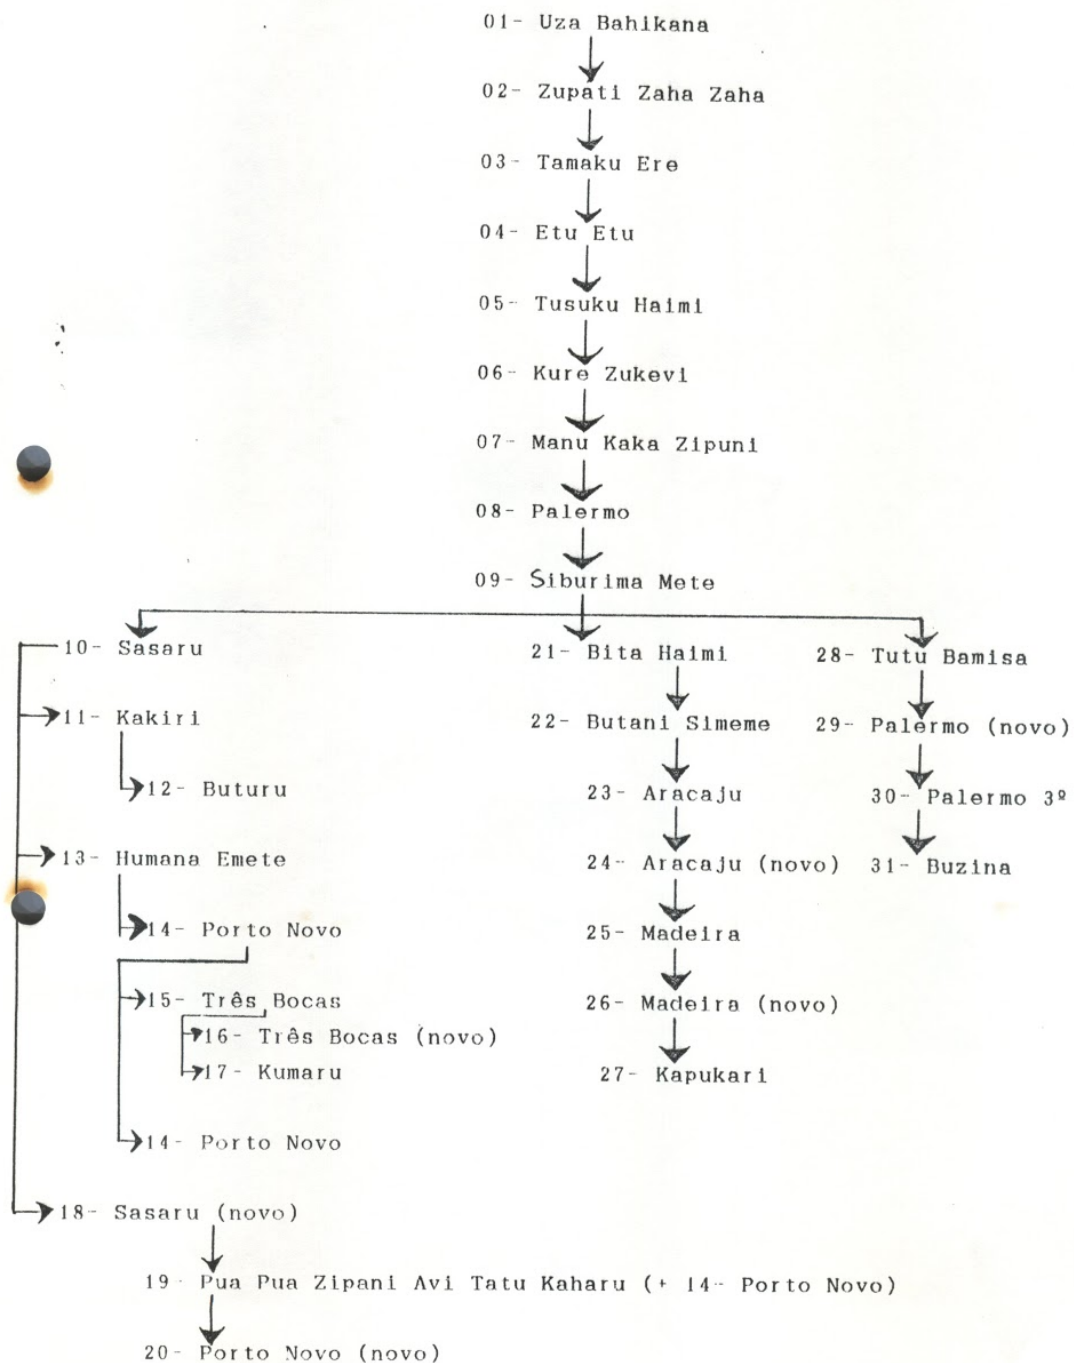 01- Uza Bahikana
02- Zupati Zaha Zaha
03- Tamaku Ere
04- Etu Etu
05- Tusuku Haimi
06- Kure Zukevi
07- Manu Kaka Zipuni
08- Palermo
09- Siburima Mete
10- Sasaru
21- Bita Haimi
28- Tutu Bamisa
11- Kakiri
22- Butani Simeme
29- Palermo (novo)
12- Buturu
23- Aracaju
30- Palermo 3º
13- Humana Emete
24- Aracaju (novo)
31- Buzina
14- Porto Novo
25- Madeira
15- Três Bocas
26- Madeira (novo)
16- Três Bocas (novo)
17- Kumaru
27- Kapukari
14- Porto Novo
18- Sasaru (novo)
19- Pua Pua Zipani Avi Tatu Kaharu (+ 14- Porto Novo)
20- Porto Novo (novo)